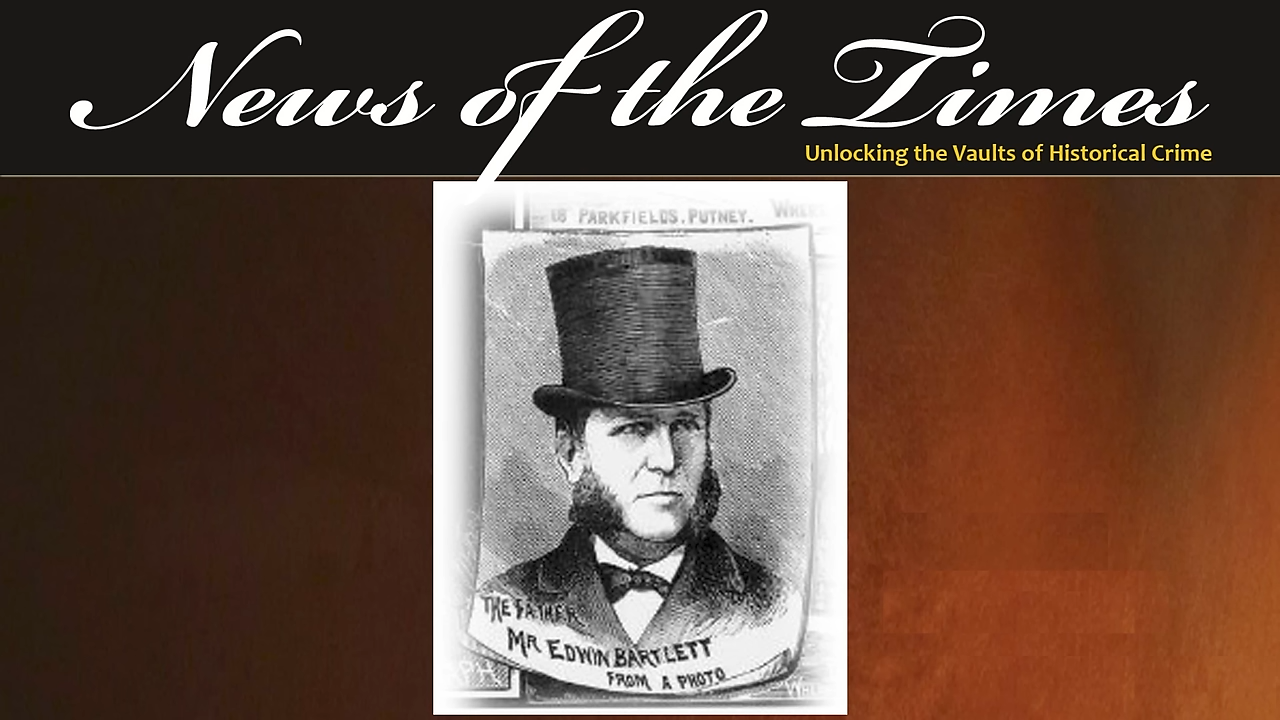 News of the Times
Unlocking the Vaults of Historical Crime
18 PARKFIELDS. PUTNEY.
THE FATHER
MR EDWIN BARTLETT
FROM A PHOTO